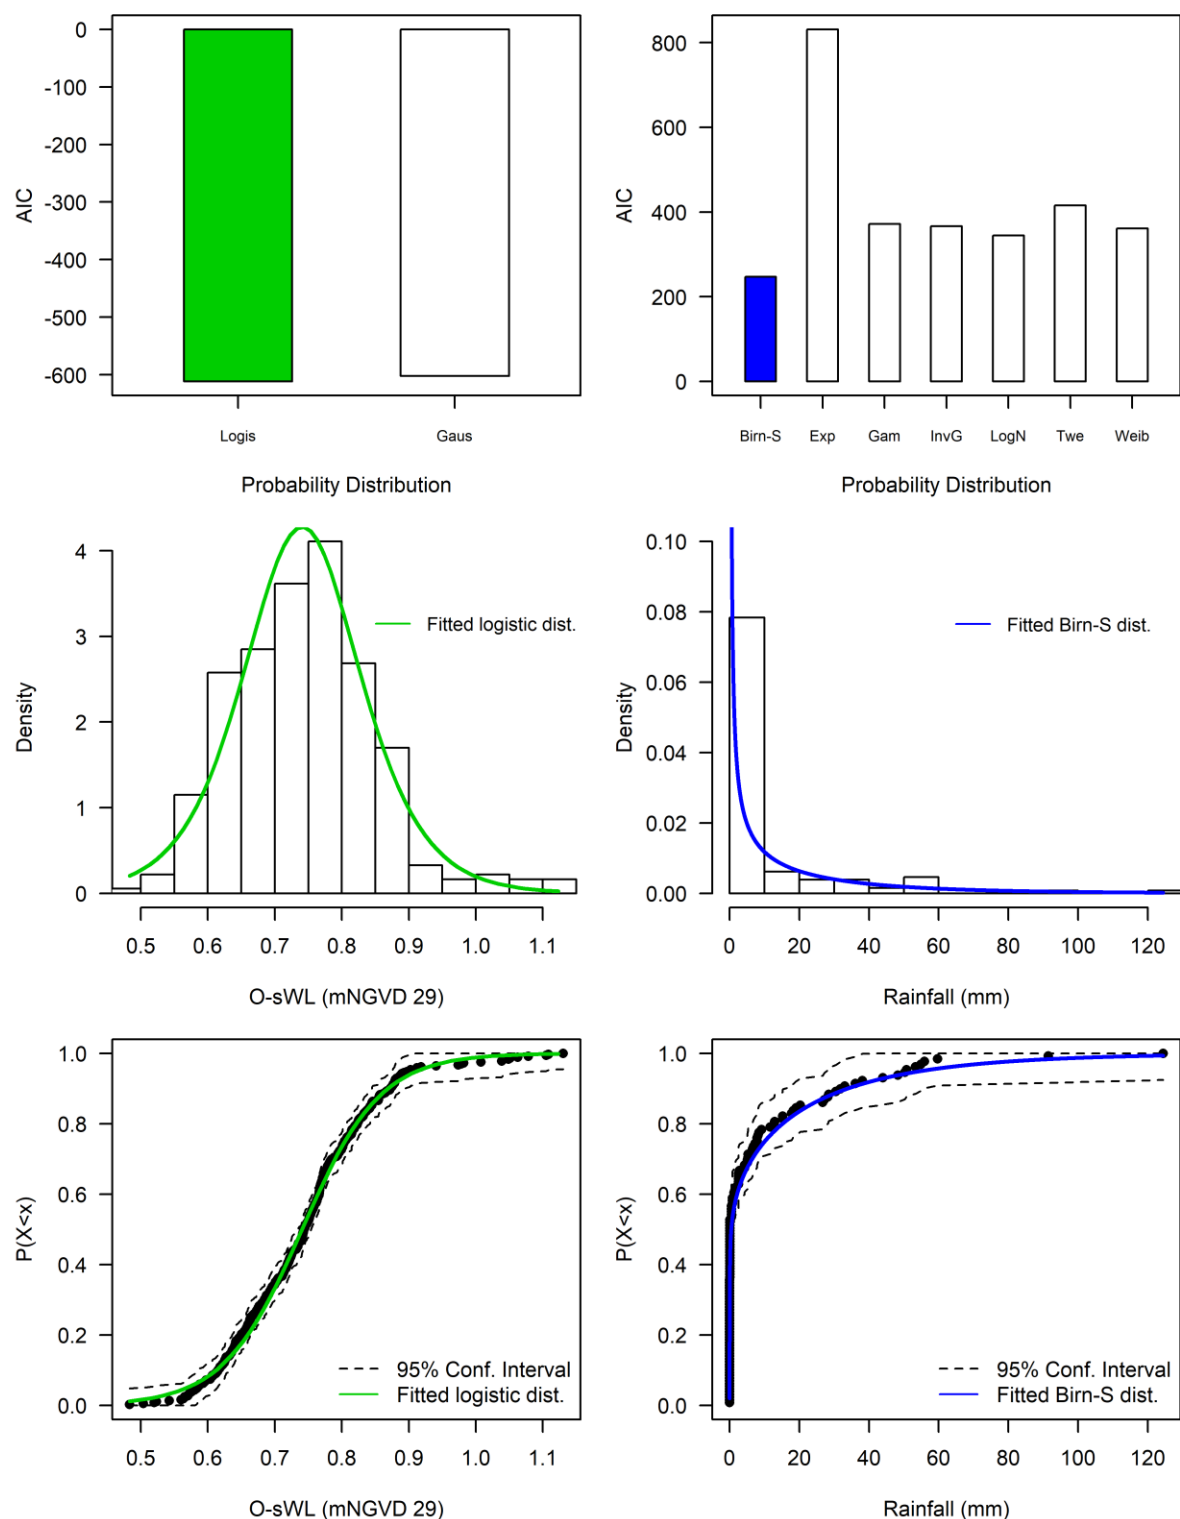 0
-100
-200
-300
-400
-500
-600
AIC
Logis Gaus
Probability Distribution
800
600
400
200
0
AIC
Birn-S Exp Gam InvG LogN Twe Weib
Probability Distribution
4
3
2
1
0
Density
Fitted logistic dist.
0.5 0.6 0.7 0.8 0.9 1.0 1.1
O-sWL (mNGVD 29)
0.10
0.08
0.06
0.04
0.02
0.00
Density
Fitted Birn-S dist.
0 20 40 60 80 100 120
Rainfall (mm)
1.0
0.8
0.6
0.4
0.2
0.0
P(X<x)
95% Conf. Interval
Fitted logistic dist.
0.5 0.6 0.7 0.8 0.9 1.0 1.1
O-sWL (mNGVD 29)
1.0
0.8
0.6
0.4
0.2
0.0
P(X<x)
95% Conf. Interval
Fitted Birn-S dist.
0 20 40 60 80 100 120
Rainfall (mm)